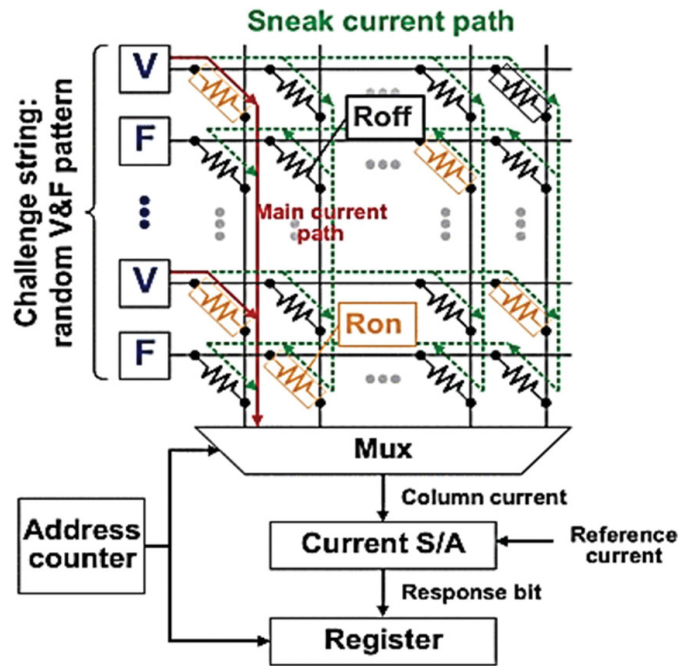 Sneak current path
Challenge string:
random V&F pattern
V
F
Roff
Main current
path
V
Ron
F
Mux
Column current
Address
counter
Current S/A
Reference
current
Response bit
Register